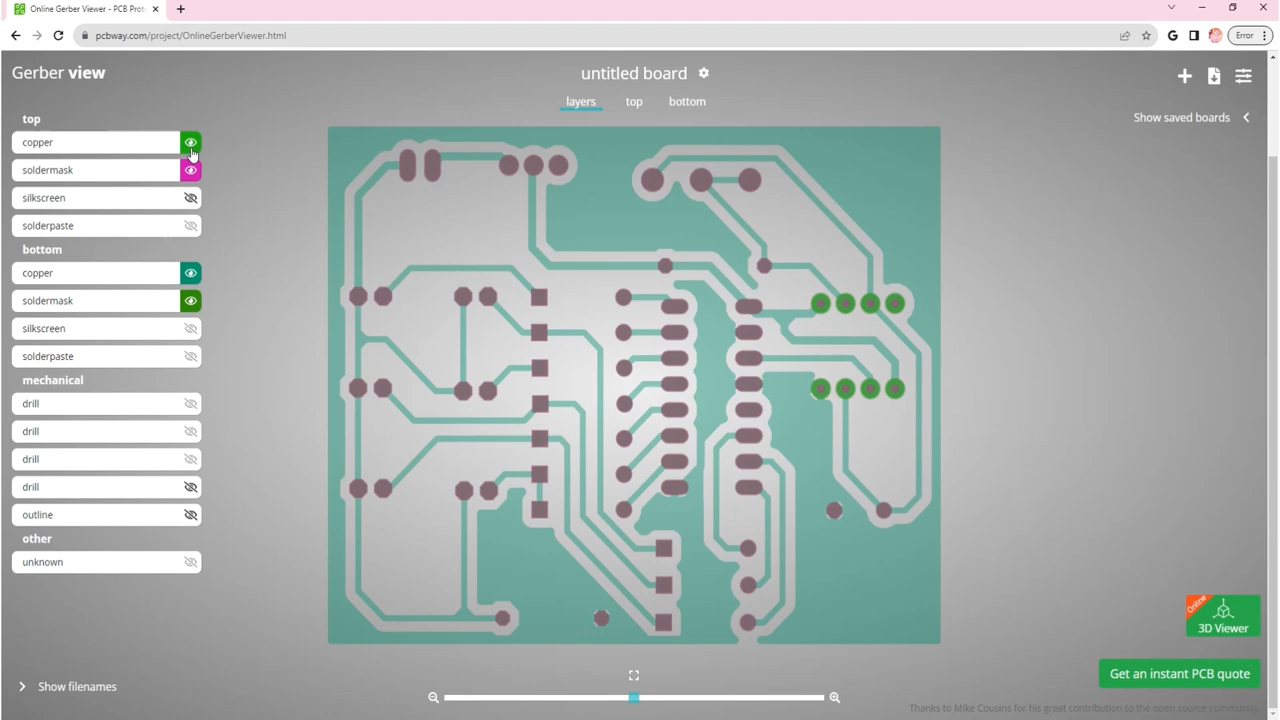 Online Gerber Viewer - PCB Prot
pcbway.com/project/OnlineGerberViewer.html
Error
Gerber view
untitled board
layers top bottom
Show saved boards
top
copper
soldermask
silkscreen
solderpaste
bottom
copper
soldermask
silkscreen
solderpaste
mechanical
drill
drill
drill
drill
outline
other
unknown
Online
3D Viewer
Get an instant PCB quote
Show filenames
Thanks to Mike Cousins for his great contribution to the open source community.